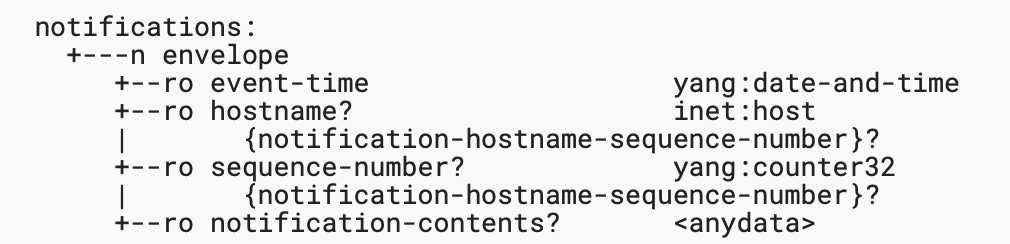 notifications:
  +---n envelope
     +--ro event-time                   yang:date-and-time
     +--ro hostname?                    inet:host
     |       {notification-hostname-sequence-number}?
     +--ro sequence-number?             yang:counter32
     |       {notification-hostname-sequence-number}?
     +--ro notification-contents?       <anydata>